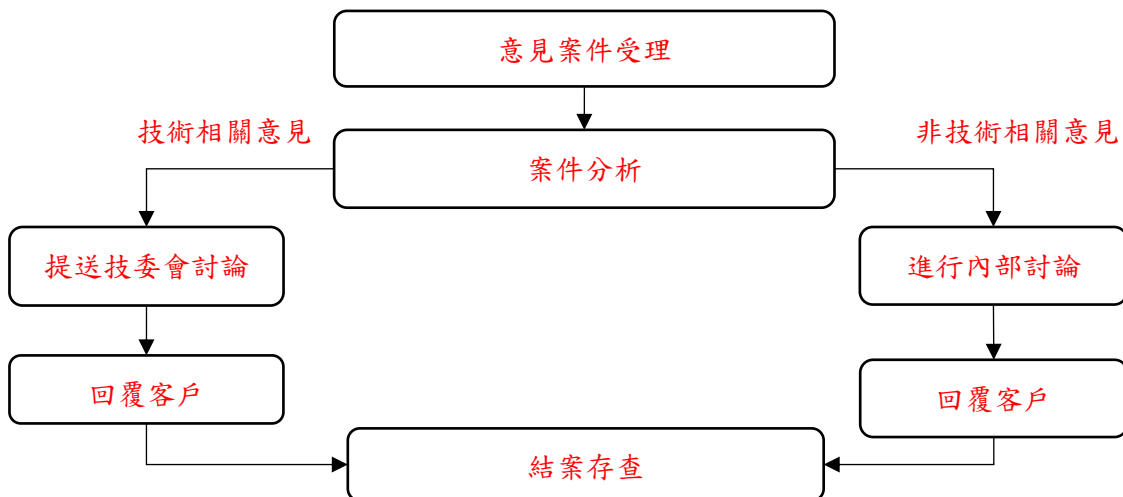 意見案件受理
技術相關意見
非技術相關意見
案件分析
提送技委會討論
進行內部討論
回覆客戶
回覆客戶
結案存查